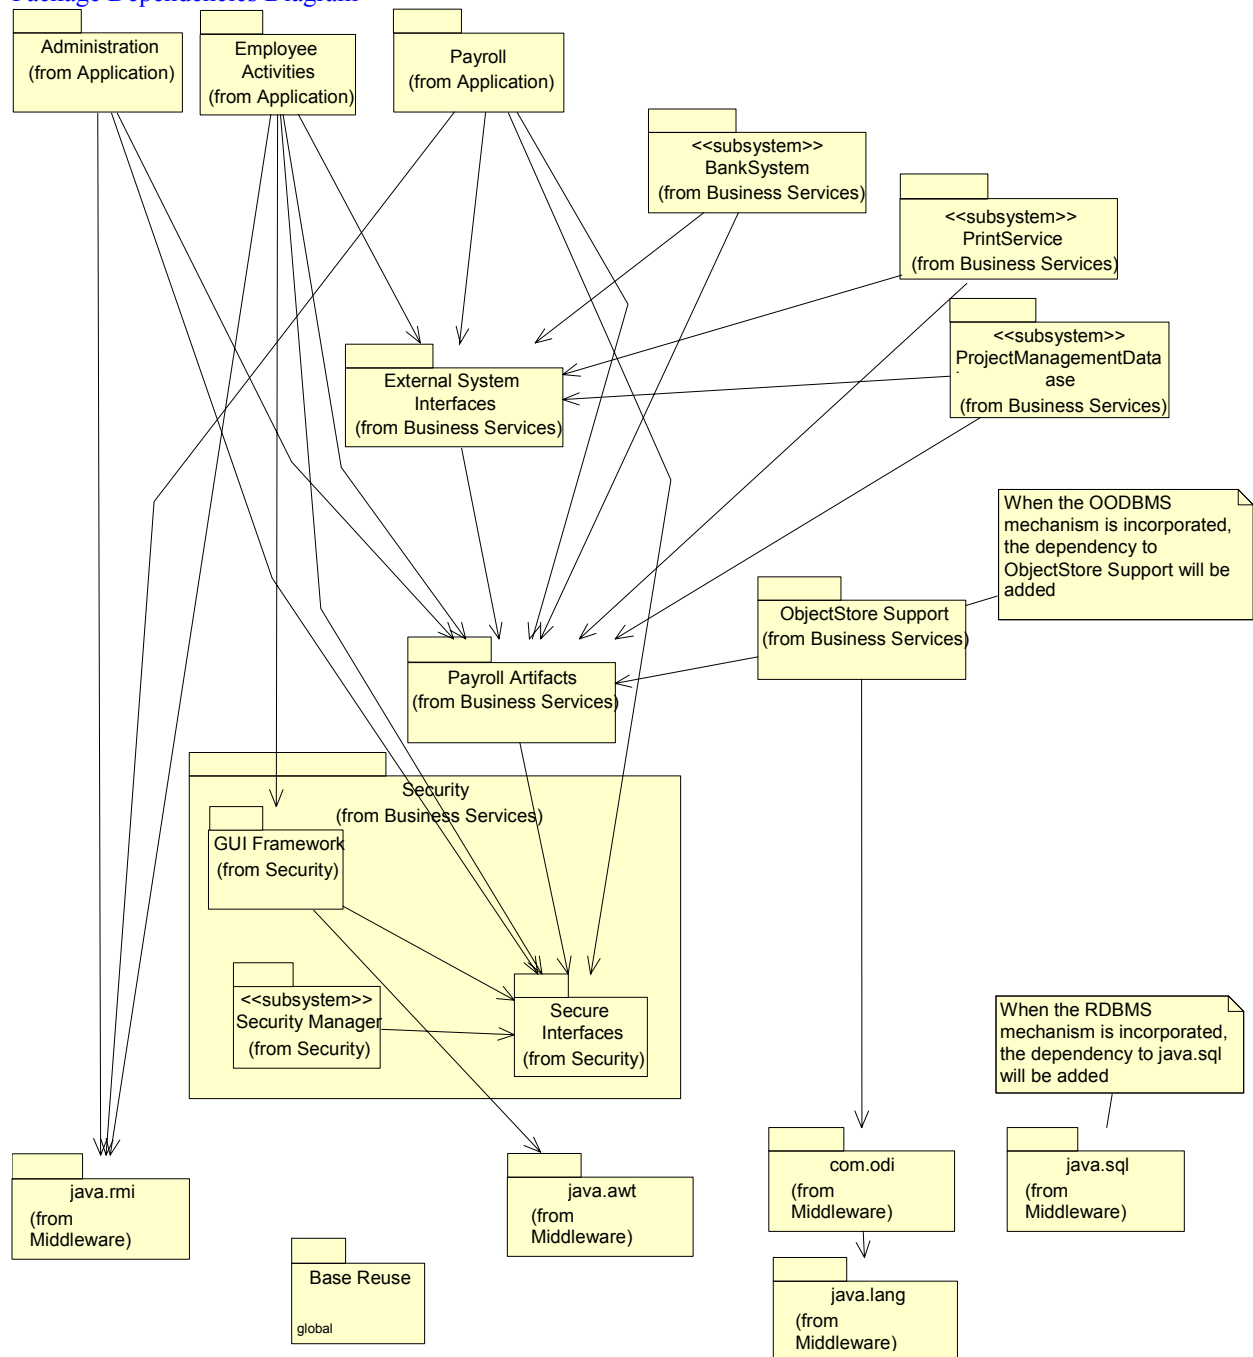 Package Dependencies Diagram
Administration
(from Application)
Employee
Activities
(from Application)
Payroll
(from Application)
<<subsystem>>
BankSystem
(from Business Services)
<<subsystem>>
PrintService
(from Business Services)
<<subsystem>>
ProjectManagementData
ase
(from Business Services)
External System
Interfaces
(from Business Services)
When the OODBMS
mechanism is incorporated,
the dependency to
ObjectStore Support will be
added
ObjectStore Support
(from Business Services)
Payroll Artifacts
(from Business Services)
Security
(from Business Services)
GUI Framework
(from Security)
<<subsystem>>
Security Manager
(from Security)
Secure
Interfaces
(from Security)
When the RDBMS
mechanism is incorporated,
the dependency to java.sql
will be added
java.rmi
(from
Middleware)
java.awt
(from
Middleware)
com.odi
(from
Middleware)
java.sql
(from
Middleware)
Base Reuse
global
java.lang
(from
Middleware)